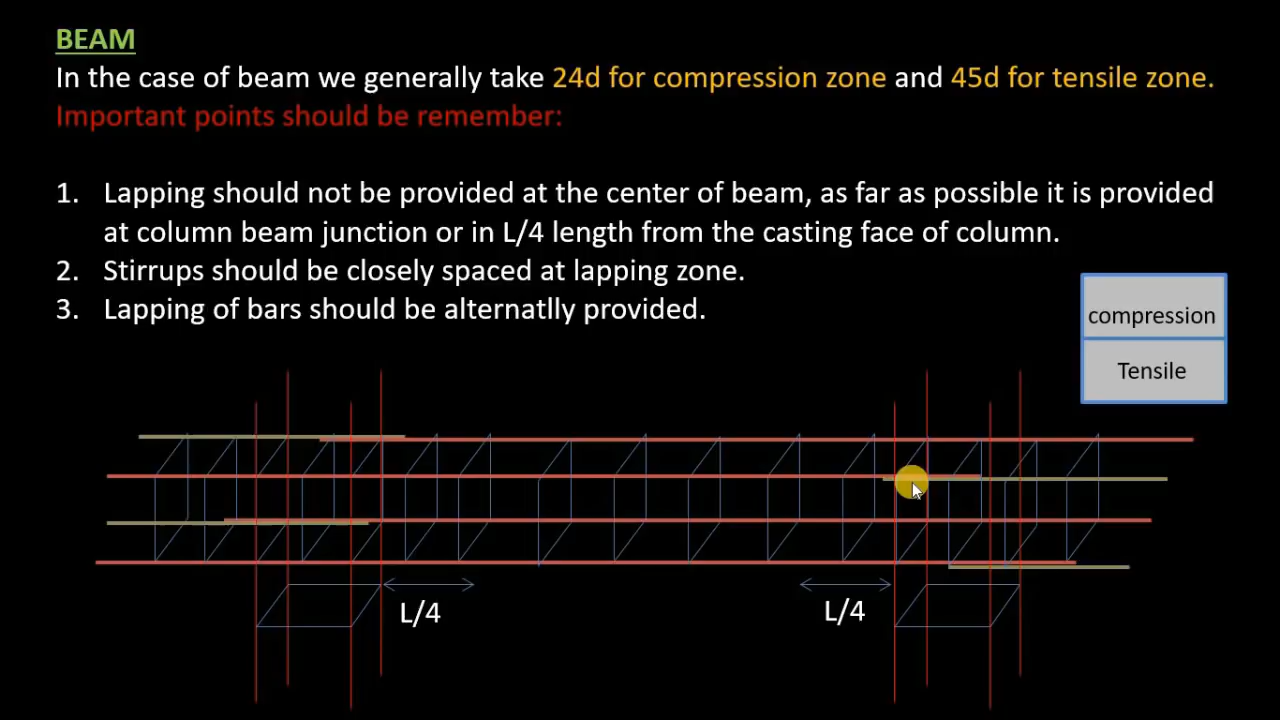 BEAM
In the case of beam we generally take 24d for compression zone and 45d for tensile zone.
Important points should be remember:
1. Lapping should not be provided at the center of beam, as far as possible it is provided
at column beam junction or in L/4 length from the casting face of column.
2. Stirrups should be closely spaced at lapping zone.
3. Lapping of bars should be alternatlly provided.
compression
Tensile
L/4
L/4